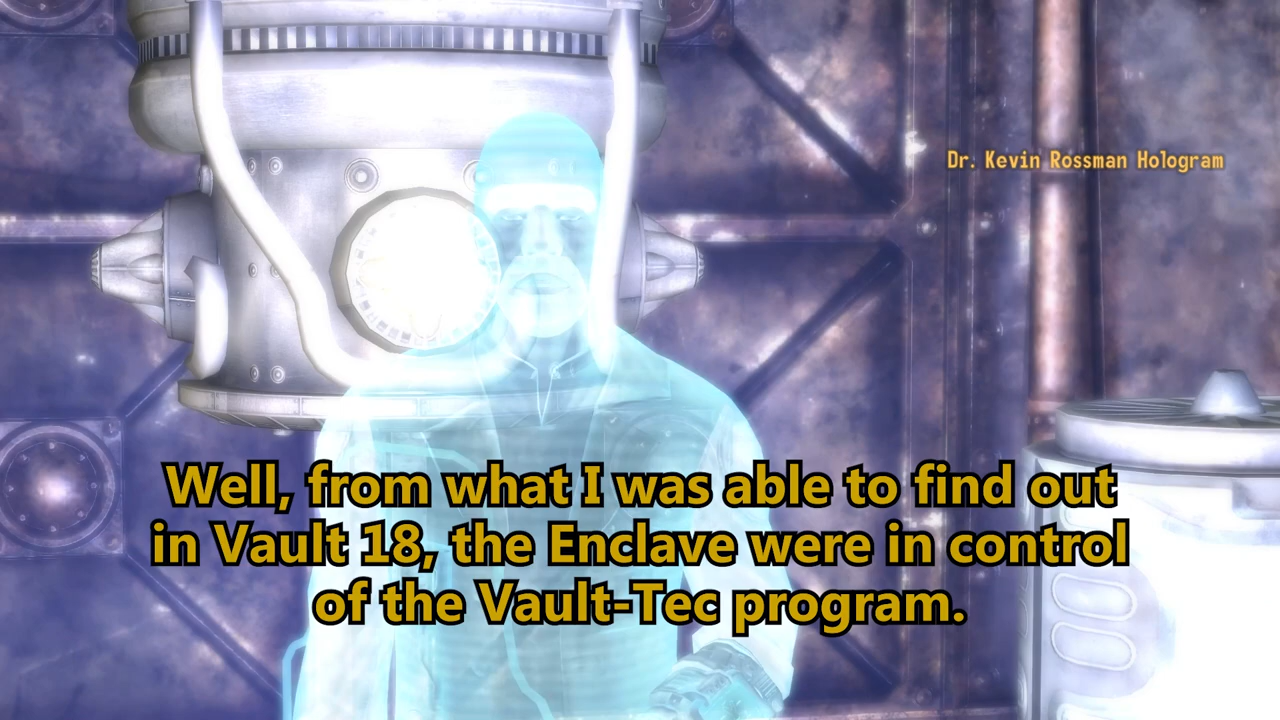 Dr. Kevin Rossman Hologram
Well, from what I was able to find out
in Vault 18, the Enclave were in control
of the Vault-Tec program.